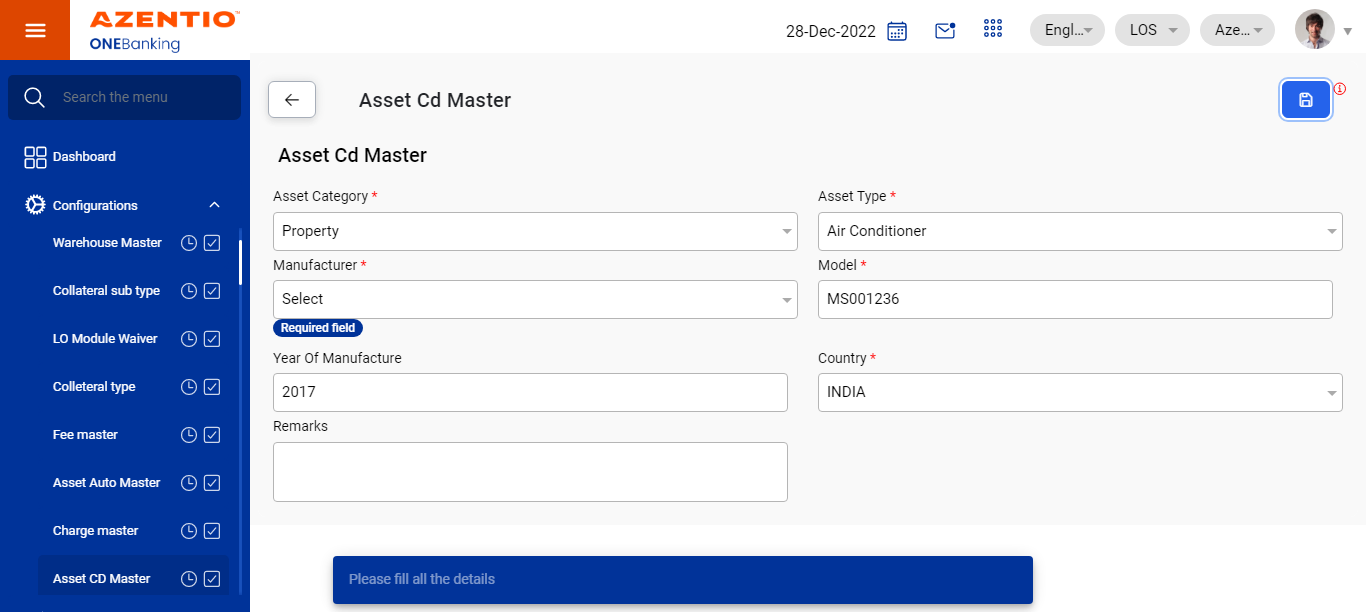 AZENTIO™
ONEBanking
28-Dec-2022
Engl...
LOS
Aze...
Search the menu
Dashboard
Configurations
Warehouse Master
Collateral sub type
LO Module Waiver
Colleteral type
Fee master
Asset Auto Master
Charge master
Asset CD Master
Asset Cd Master
Asset Cd Master
Asset Category *
Asset Type *
Property
Air Conditioner
Manufacturer *
Model *
Select
MS001236
Required field
Year Of Manufacture
Country *
2017
INDIA
Remarks
Please fill all the details